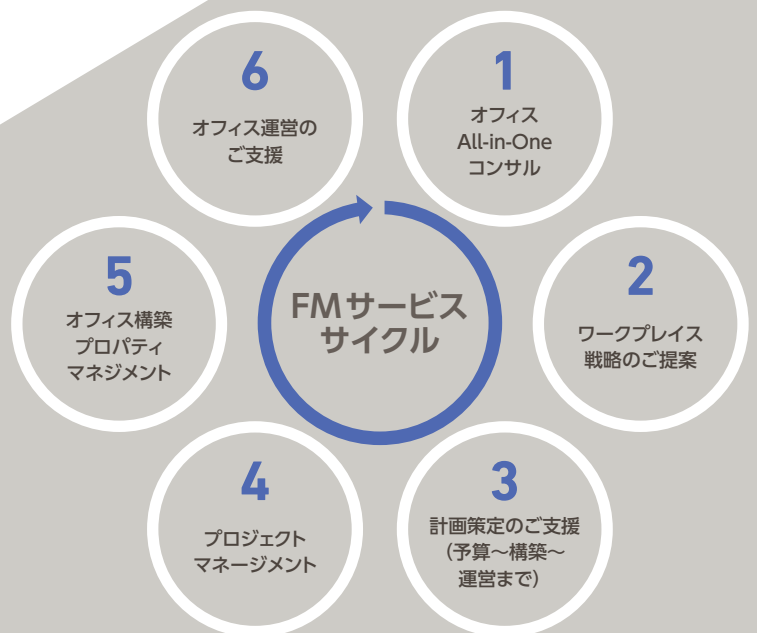 FMサービス
サイクル
1
オフィス
All-in-One
コンサル
2
ワークプレイス
戦略のご提案
3
計画策定のご支援
（予算〜構築〜
運営まで）
4
プロジェクト
マネージメント
5
オフィス構築
プロパティ
マネジメント
6
オフィス運営の
ご支援